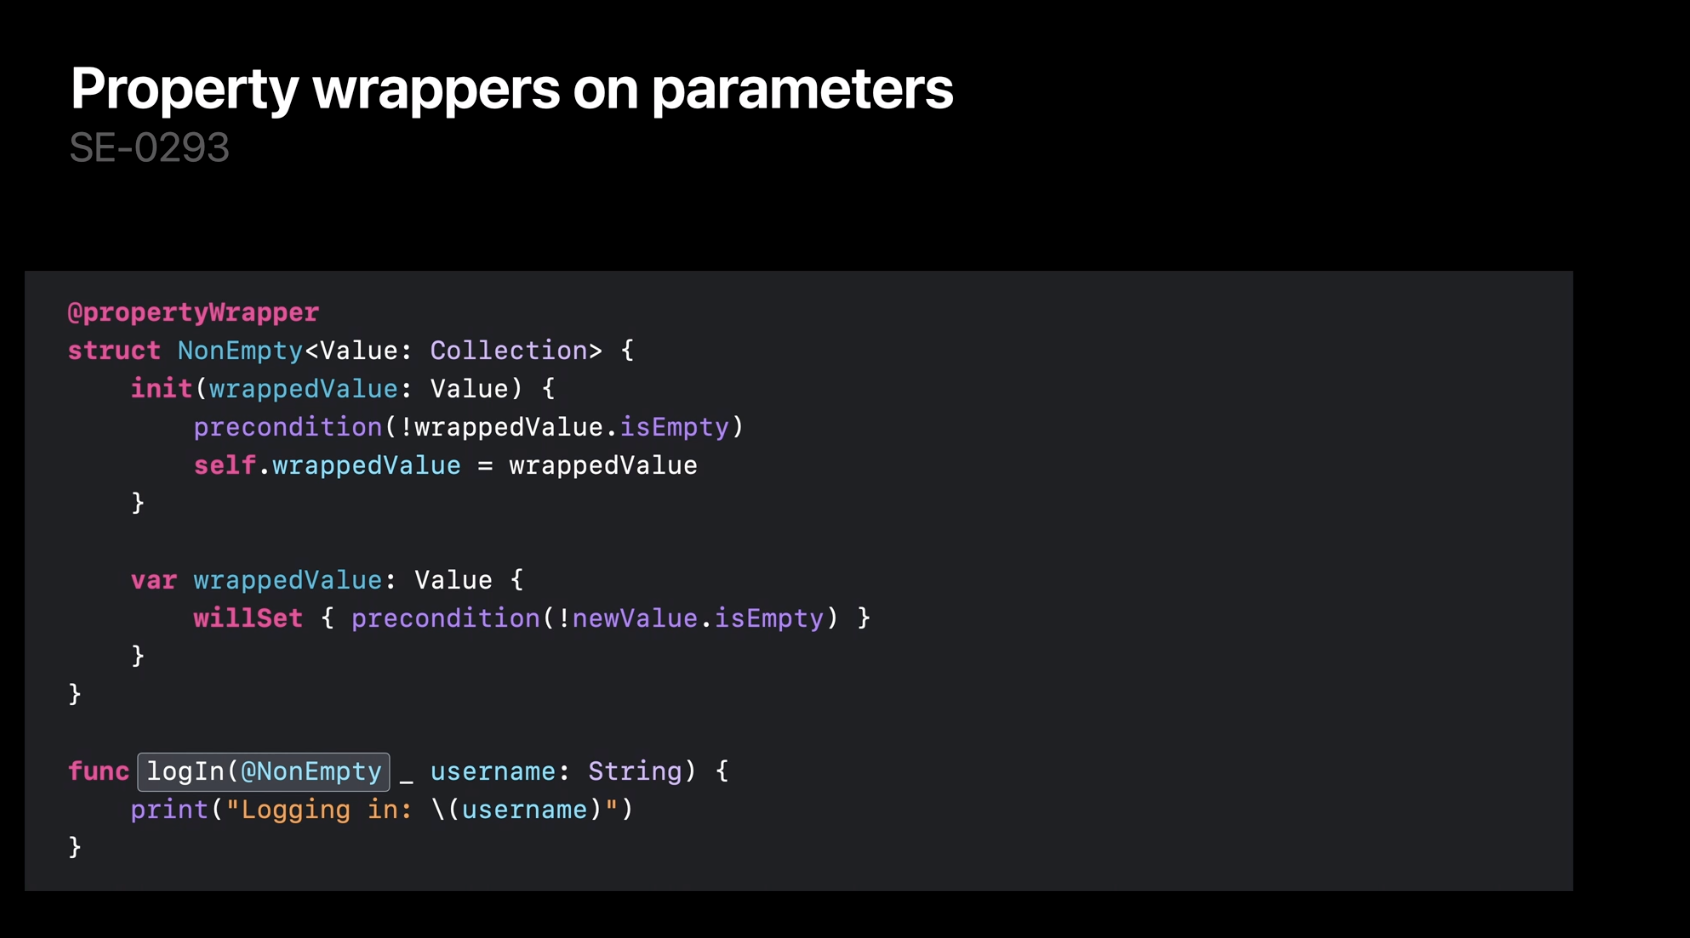 Property wrappers on parameters
SE-0293
@propertyWrapper
struct NonEmpty<Value: Collection> {
    init(wrappedValue: Value) {
        precondition(!wrappedValue.isEmpty)
        self.wrappedValue = wrappedValue
    }

    var wrappedValue: Value {
        willSet { precondition(!newValue.isEmpty) }
    }
}

func logIn(@NonEmpty _ username: String) {
    print("Logging in: \(username)")
}